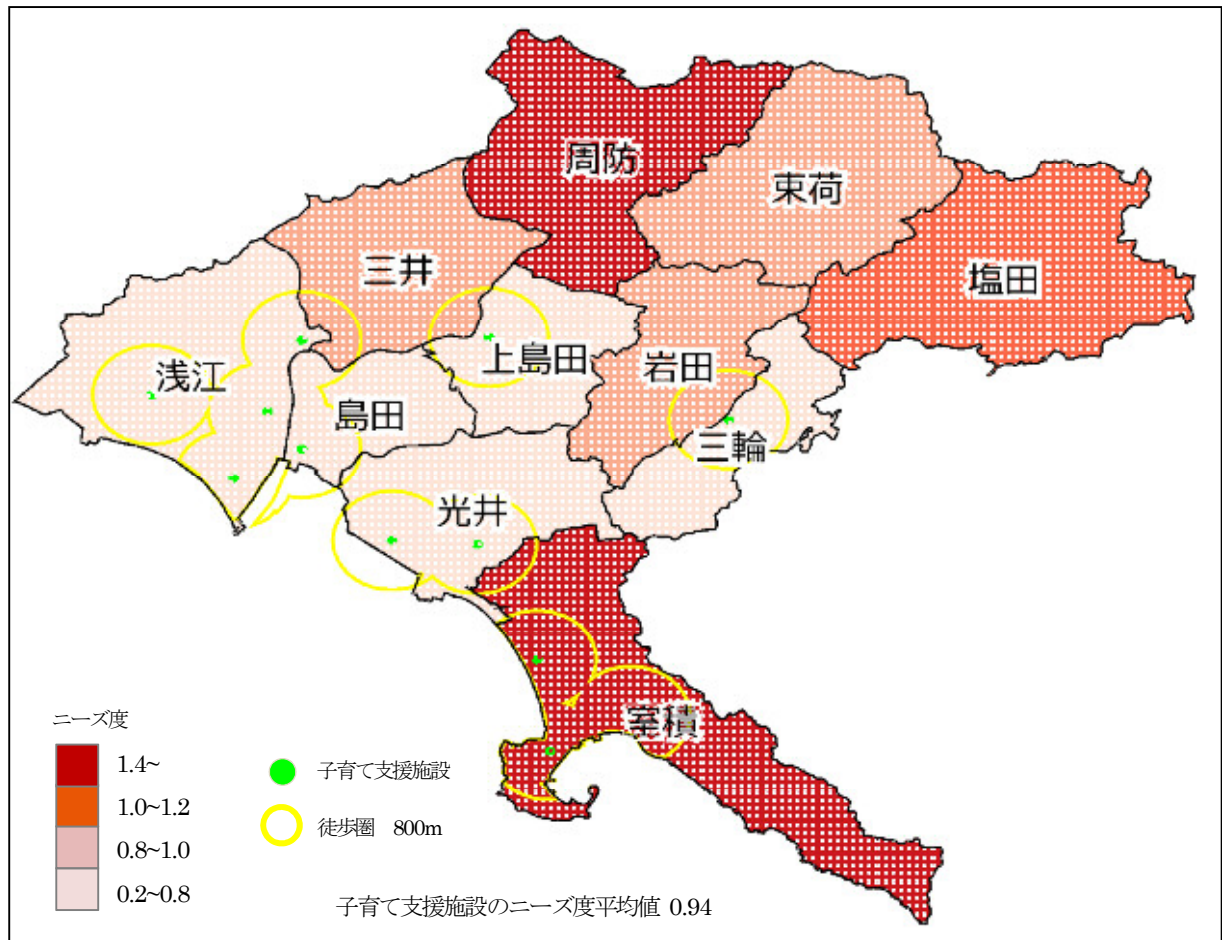 周防
束荷
塩田
三井
上島田
岩田
浅江
島田
三輪
光井
室積
ニーズ度
1.4~
1.0~1.2
0.8~1.0
0.2~0.8
子育て支援施設
徒歩圏 800m
子育て支援施設のニーズ度平均値 0.94